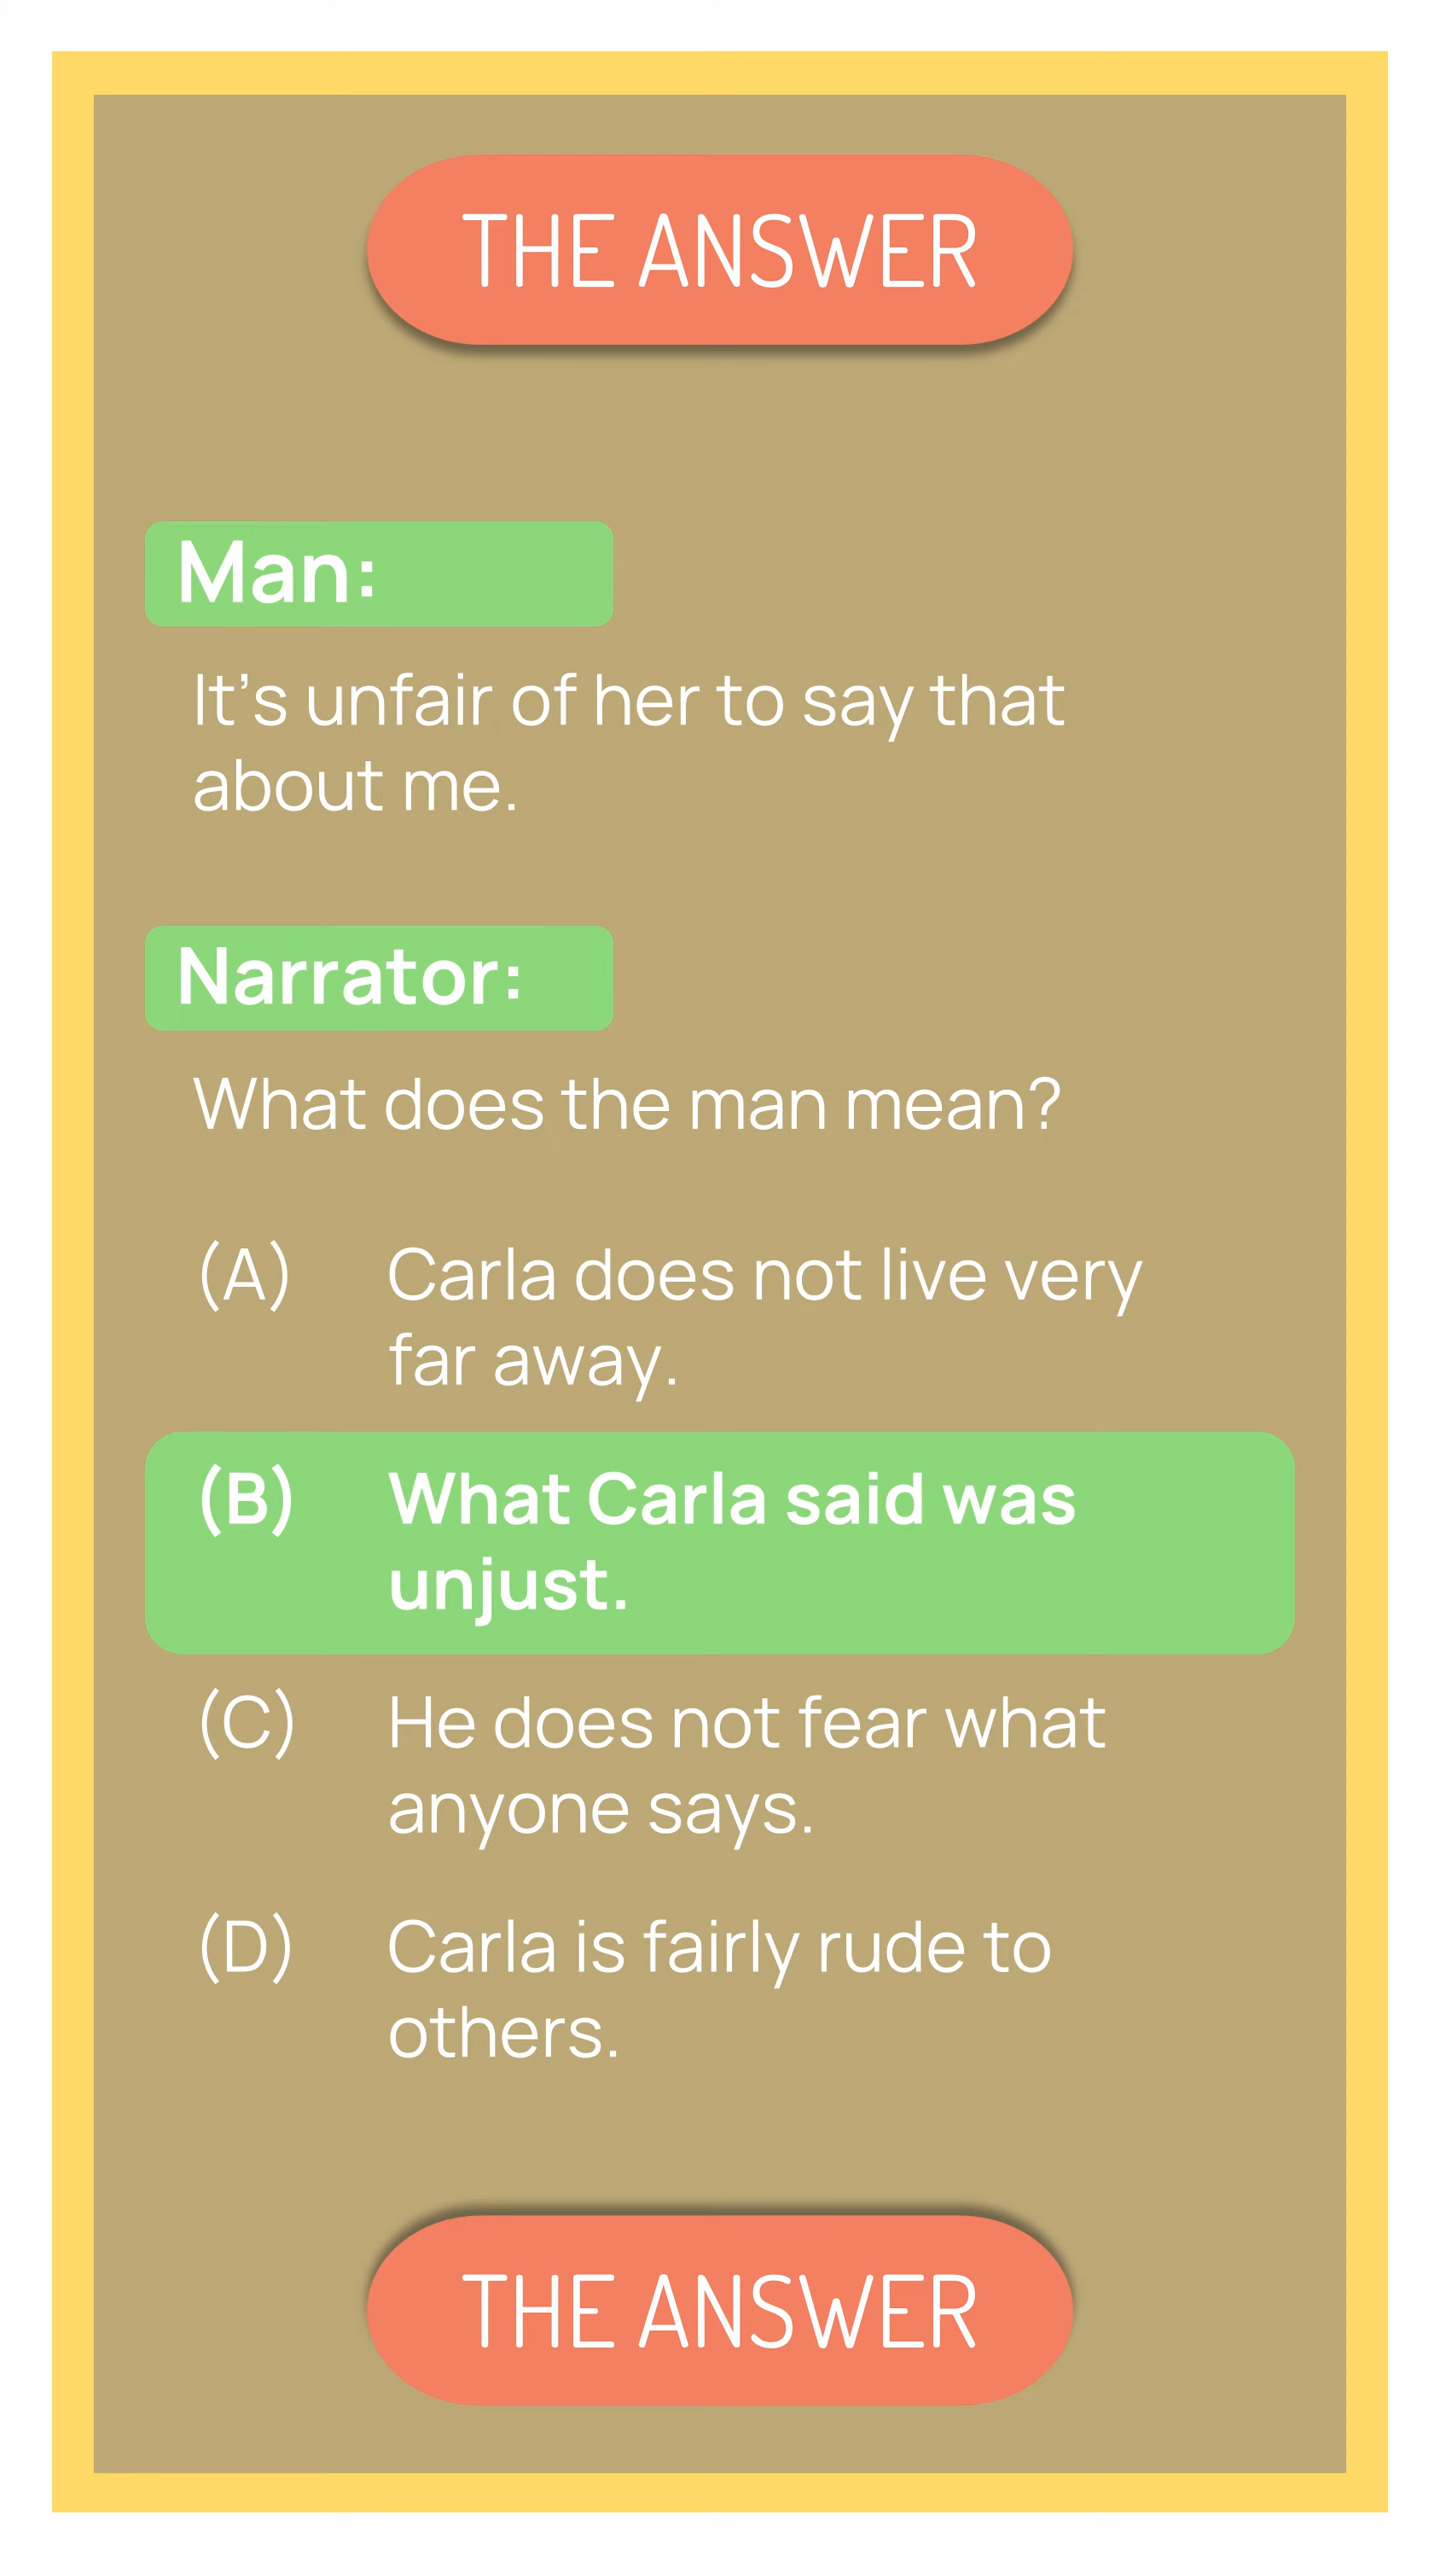 THE ANSWER
Man:
It's unfair of her to say that
about me.
Narrator:
What does the man mean?
(A) Carla does not live very
far away.
(B) What Carla said was
unjust.
(C) He does not fear what
anyone says.
(D) Carla is fairly rude to
others.
THE ANSWER